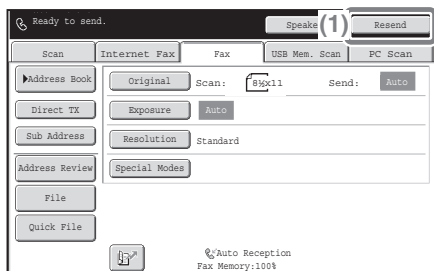 Ready to send.
Speake
(1)
Resend
Scan
Internet Fax
Fax
USB Mem. Scan
PC Scan
Address Book
Original
Scan:
8½x11
Send:
Auto
Direct TX
Exposure
Auto
Sub Address
Resolution
Standard
Address Review
Special Modes
File
Quick File
Auto Reception
Fax Memory:100%